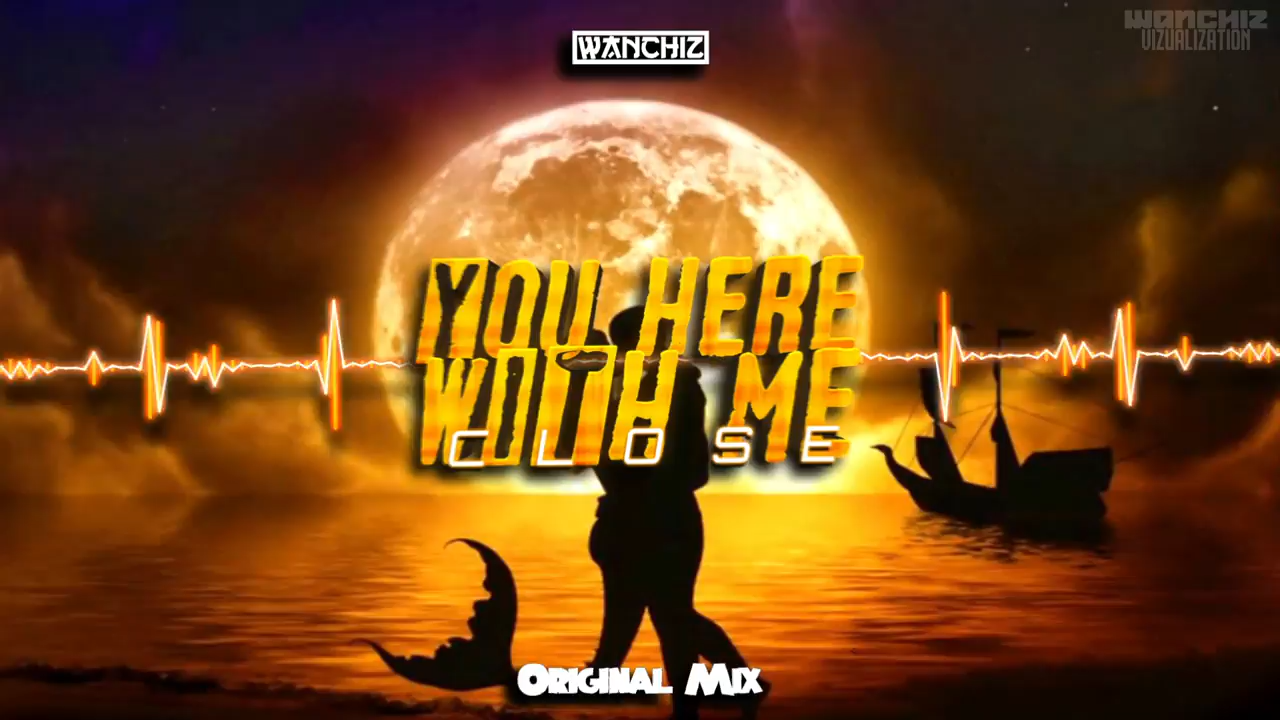 WANCHIZ
WANCHIZ
VIZUALIZATION
YOU HERE
WITH ME
CLOSE
Original Mix